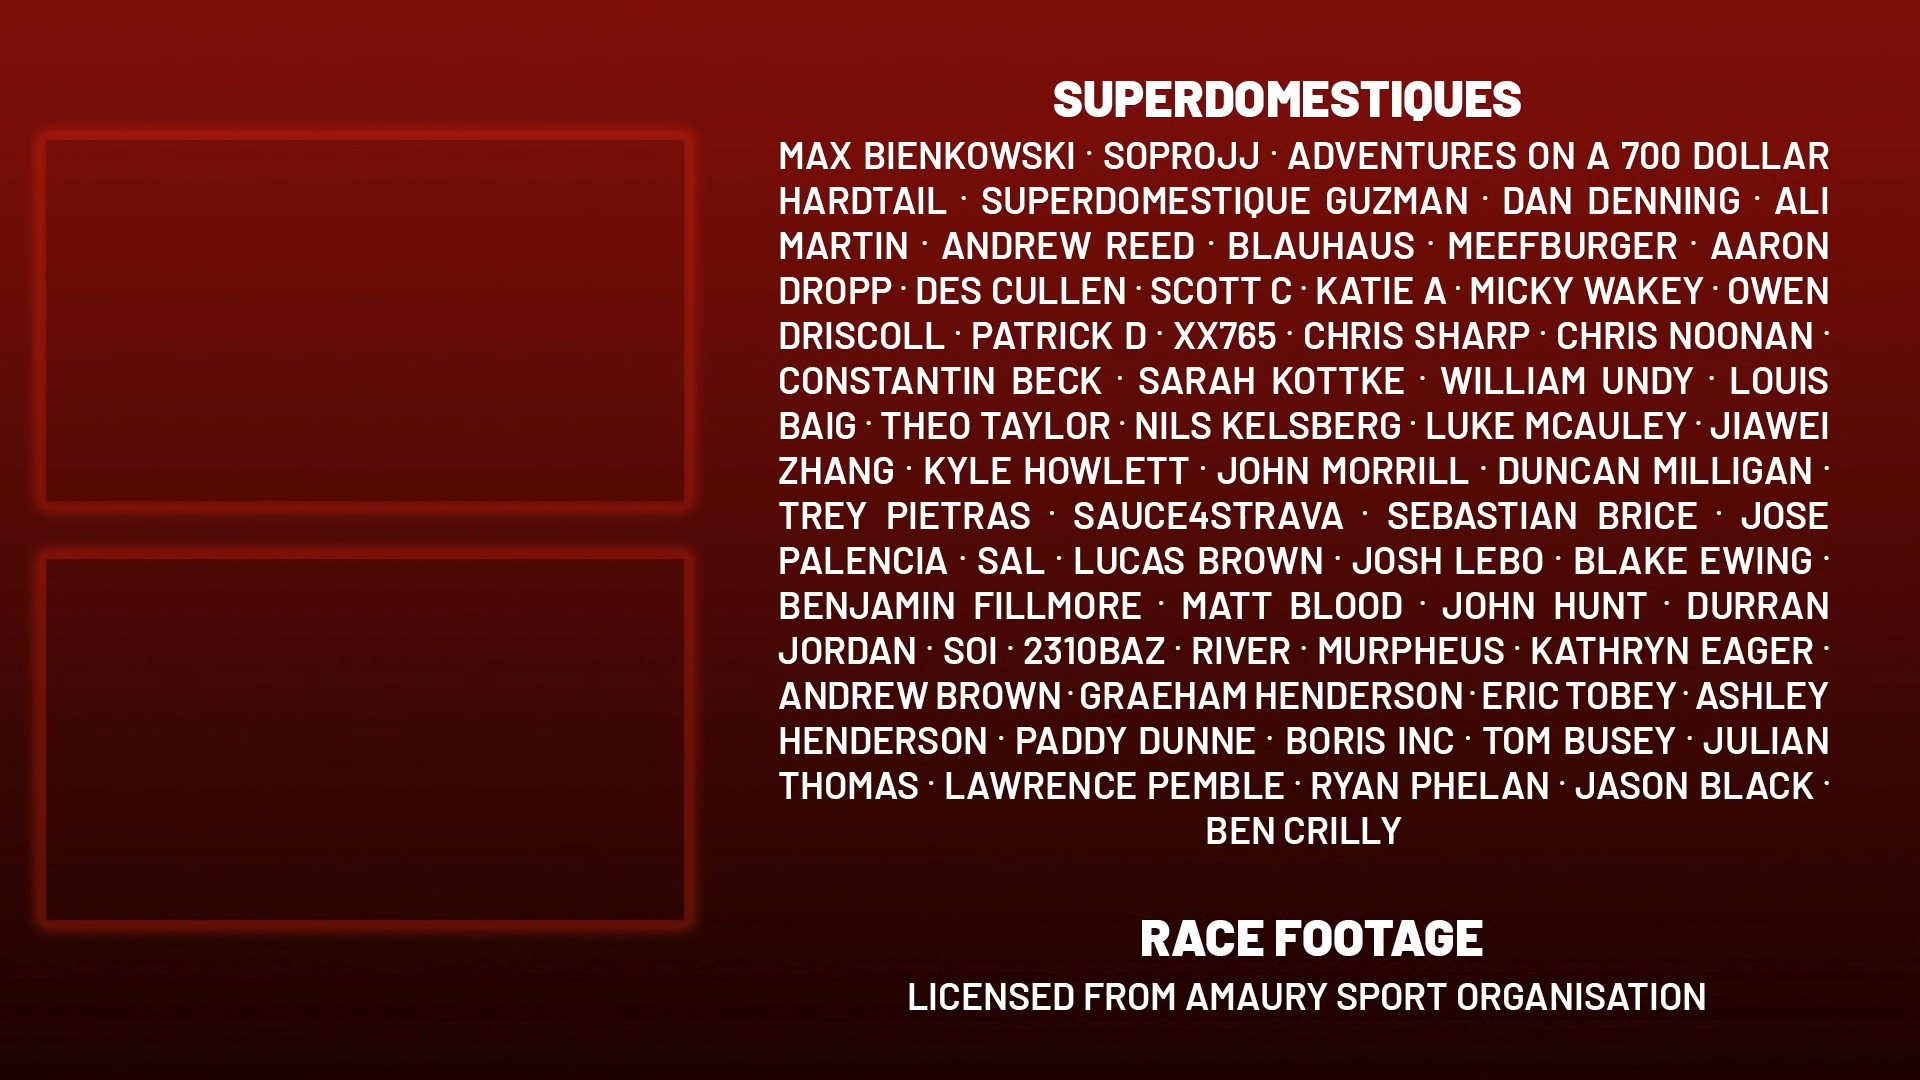 SUPERDOMESTIQUES
MAX BIENKOWSKI · SOPROJJ · ADVENTURES ON A 700 DOLLAR
HARDTAIL · SUPERDOMESTIQUE GUZMAN · DAN DENNING · ALI
MARTIN · ANDREW REED · BLAUHAUS · MEEFBURGER · AARON
DROPP · DES CULLEN · SCOTT C · KATIE A · MICKY WAKEY · OWEN
DRISCOLL · PATRICK D · XX765 · CHRIS SHARP · CHRIS NOONAN ·
CONSTANTIN BECK · SARAH KOTTKE · WILLIAM UNDY · LOUIS
BAIG · THEO TAYLOR · NILS KELSBERG · LUKE MCAULEY · JIAWEI
ZHANG · KYLE HOWLETT · JOHN MORRILL · DUNCAN MILLIGAN ·
TREY PIETRAS · SAUCE4STRAVA · SEBASTIAN BRICE · JOSE
PALENCIA · SAL · LUCAS BROWN · JOSH LEBO · BLAKE EWING ·
BENJAMIN FILLMORE · MATT BLOOD · JOHN HUNT · DURRAN
JORDAN · SOI · 2310BAZ · RIVER · MURPHEUS · KATHRYN EAGER ·
ANDREW BROWN · GRAEHAM HENDERSON · ERIC TOBEY · ASHLEY
HENDERSON · PADDY DUNNE · BORIS INC · TOM BUSEY · JULIAN
THOMAS · LAWRENCE PEMBLE · RYAN PHELAN · JASON BLACK ·
BEN CRILLY
RACE FOOTAGE
LICENSED FROM AMAURY SPORT ORGANISATION